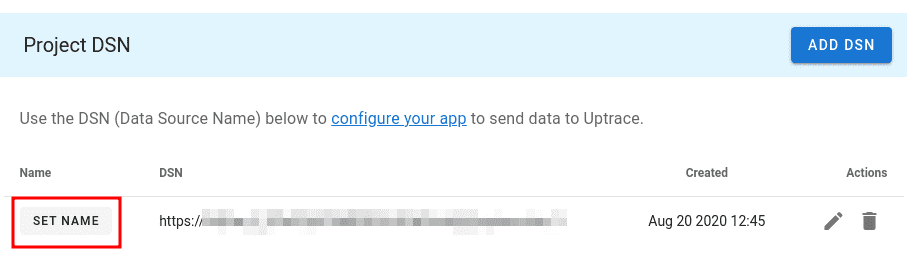 Project DSN
ADD DSN
Use the DSN (Data Source Name) below to configure your app to send data to Uptrace.
Name DSN Created Actions
SET NAME https:// Aug 20 2020 12:45